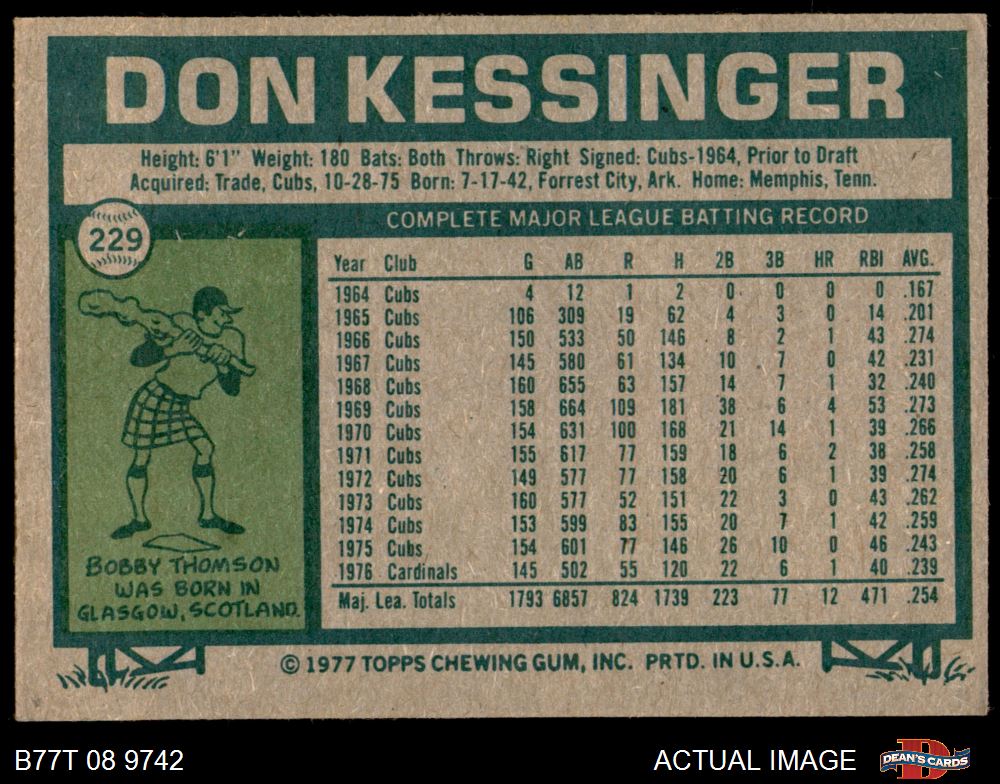 DON KESSINGER
Height: 6'1" Weight: 180 Bats: Both Throws: Right Signed: Cubs-1964, Prior to Draft
Acquired: Trade, Cubs, 10-28-75 Born: 7-17-42, Forrest City, Ark. Home: Memphis, Tenn.
229
COMPLETE MAJOR LEAGUE BATTING RECORD
Year Club G AB R H 2B 3B HR RBI AVG.
1964 Cubs 4 12 1 2 0 0 0 0 .167
1965 Cubs 106 309 19 62 4 3 0 14 .201
1966 Cubs 150 533 50 146 8 2 1 43 .274
1967 Cubs 145 580 61 134 10 7 0 42 .231
1968 Cubs 160 655 63 157 14 7 1 32 .240
1969 Cubs 158 664 109 181 38 6 4 53 .273
1970 Cubs 154 631 100 168 21 14 1 39 .266
1971 Cubs 155 617 77 159 18 6 2 38 .258
1972 Cubs 149 577 77 158 20 6 1 39 .274
1973 Cubs 160 577 52 151 22 3 0 43 .262
1974 Cubs 153 599 83 155 20 7 1 42 .259
1975 Cubs 154 601 77 146 26 10 0 46 .243
1976 Cardinals 145 502 55 120 22 6 1 40 .239
Maj. Lea. Totals 1793 6857 824 1739 223 77 12 471 .254
BOBBY THOMSON
WAS BORN IN
GLASGOW, SCOTLAND.
© 1977 TOPPS CHEWING GUM, INC. PRTD. IN U.S.A.
B77T 08 9742
ACTUAL IMAGE
D
DEAN'S CARDS